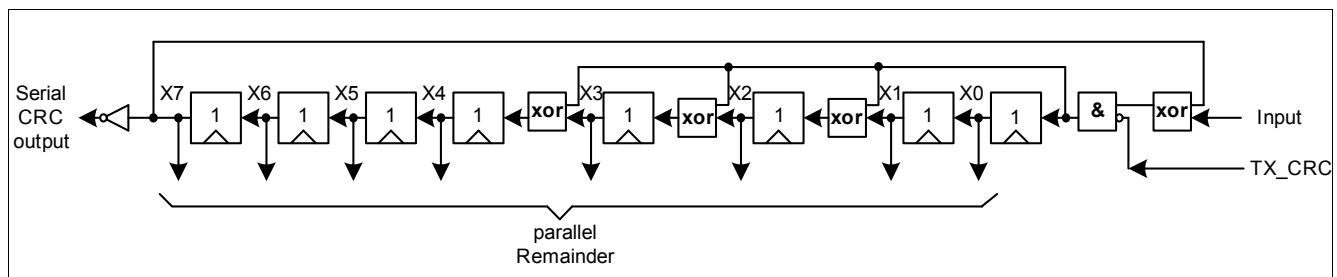 Serial
CRC
output
X7
1
X6
1
X5
1
X4
1
xor
X3
1
xor
X2
1
xor
X1
1
X0
1
&
xor
Input
TX_CRC
parallel
Remainder